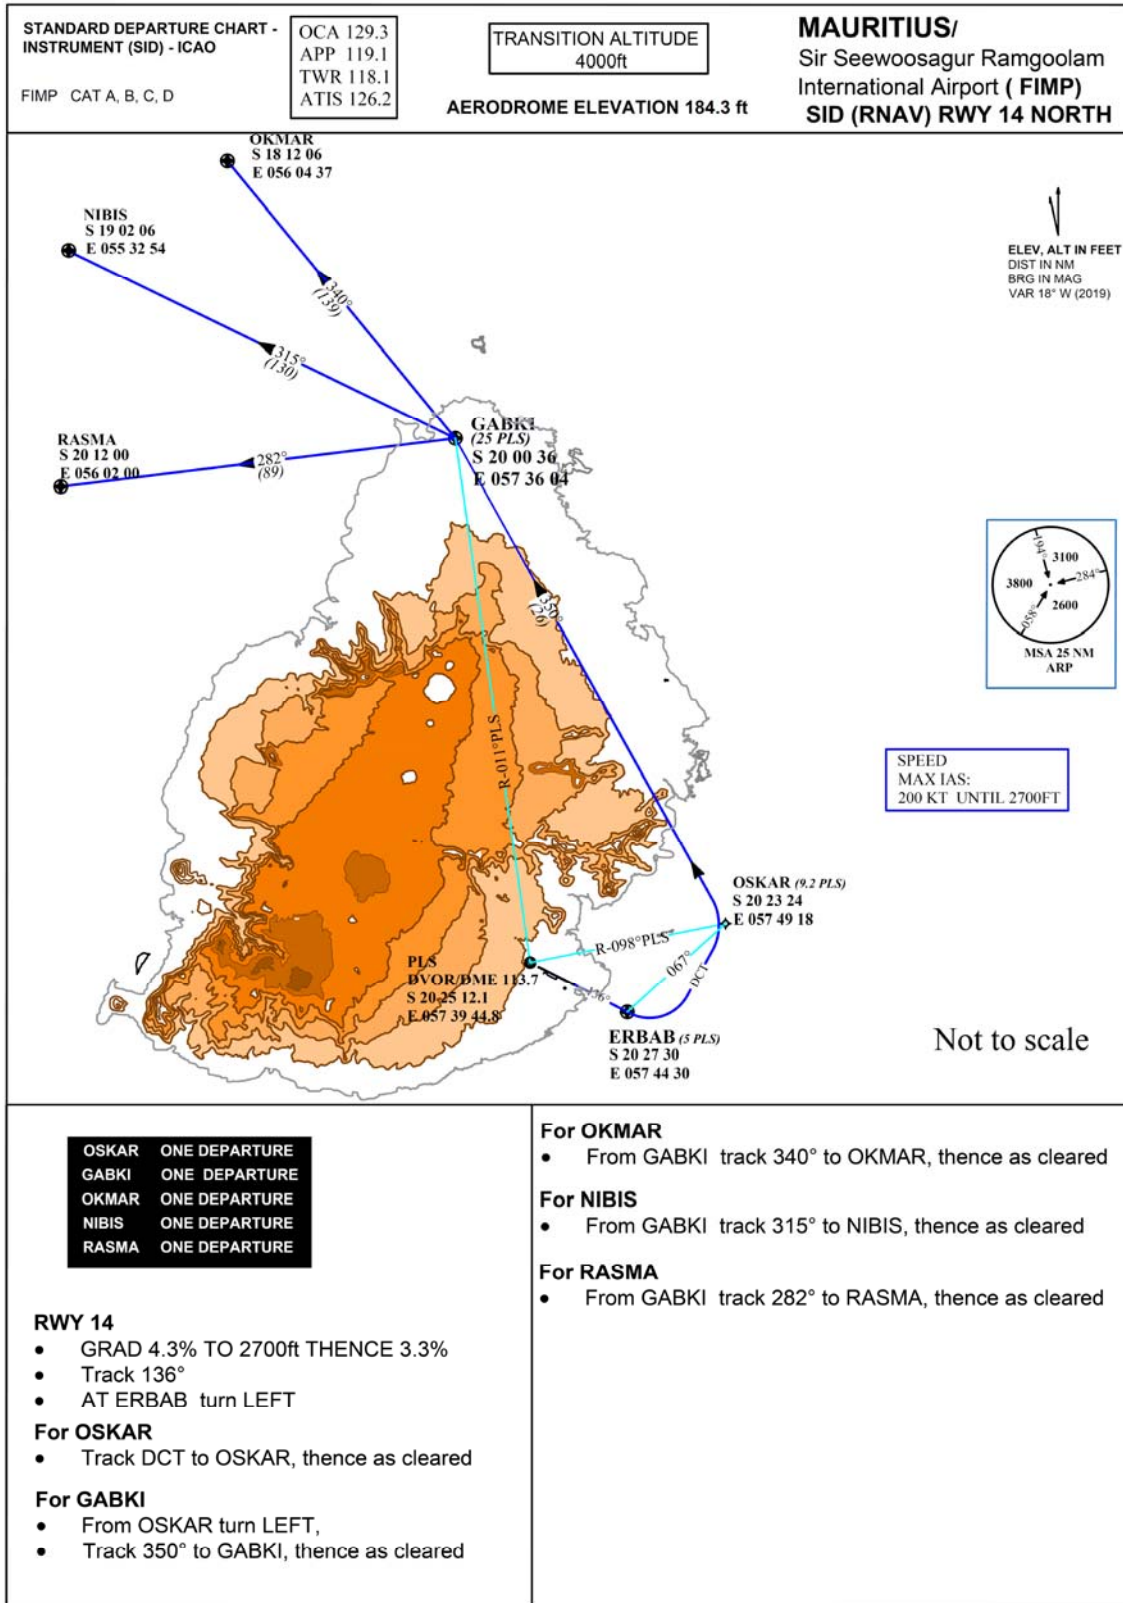 STANDARD DEPARTURE CHART -
INSTRUMENT (SID) - ICAO
FIMP CAT A, B, C, D
OCA 129.3
APP 119.1
TWR 118.1
ATIS 126.2
TRANSITION ALTITUDE
4000ft
AERODROME ELEVATION 184.3 ft
MAURITIUS/
Sir Seewoosagur Ramgoolam
International Airport ( FIMP)
SID (RNAV) RWY 14 NORTH
OKMAR
S 18 12 06
E 056 04 37
NIBIS
S 19 02 06
E 055 32 54
ELEV, ALT IN FEET
DIST IN NM
BRG IN MAG
VAR 18° W (2019)
340°
(139)
315°
(130)
RASMA
S 20 12 00
E 056 02 00
282°
(89)
GABKI
(25 PLS)
S 20 00 36
E 057 36 04
194°
3100
3800
284°
2600
058°
MSA 25 NM
ARP
350°
(26)
R-011°PLS
SPEED
MAX IAS:
200 KT UNTIL 2700FT
OSKAR (9.2 PLS)
S 20 23 24
E 057 49 18
R-098°PLS
067°
DCT
PLS
DVOR/DME 113.7
S 20 25 12.1
E 057 39 44.8
136°
ERBAB (5 PLS)
S 20 27 30
E 057 44 30
Not to scale
OSKAR ONE DEPARTURE
GABKI ONE DEPARTURE
OKMAR ONE DEPARTURE
NIBIS ONE DEPARTURE
RASMA ONE DEPARTURE
RWY 14
• GRAD 4.3% TO 2700ft THENCE 3.3%
• Track 136°
• AT ERBAB turn LEFT
For OSKAR
• Track DCT to OSKAR, thence as cleared
For GABKI
• From OSKAR turn LEFT,
• Track 350° to GABKI, thence as cleared
For OKMAR
• From GABKI track 340° to OKMAR, thence as cleared
For NIBIS
• From GABKI track 315° to NIBIS, thence as cleared
For RASMA
• From GABKI track 282° to RASMA, thence as cleared